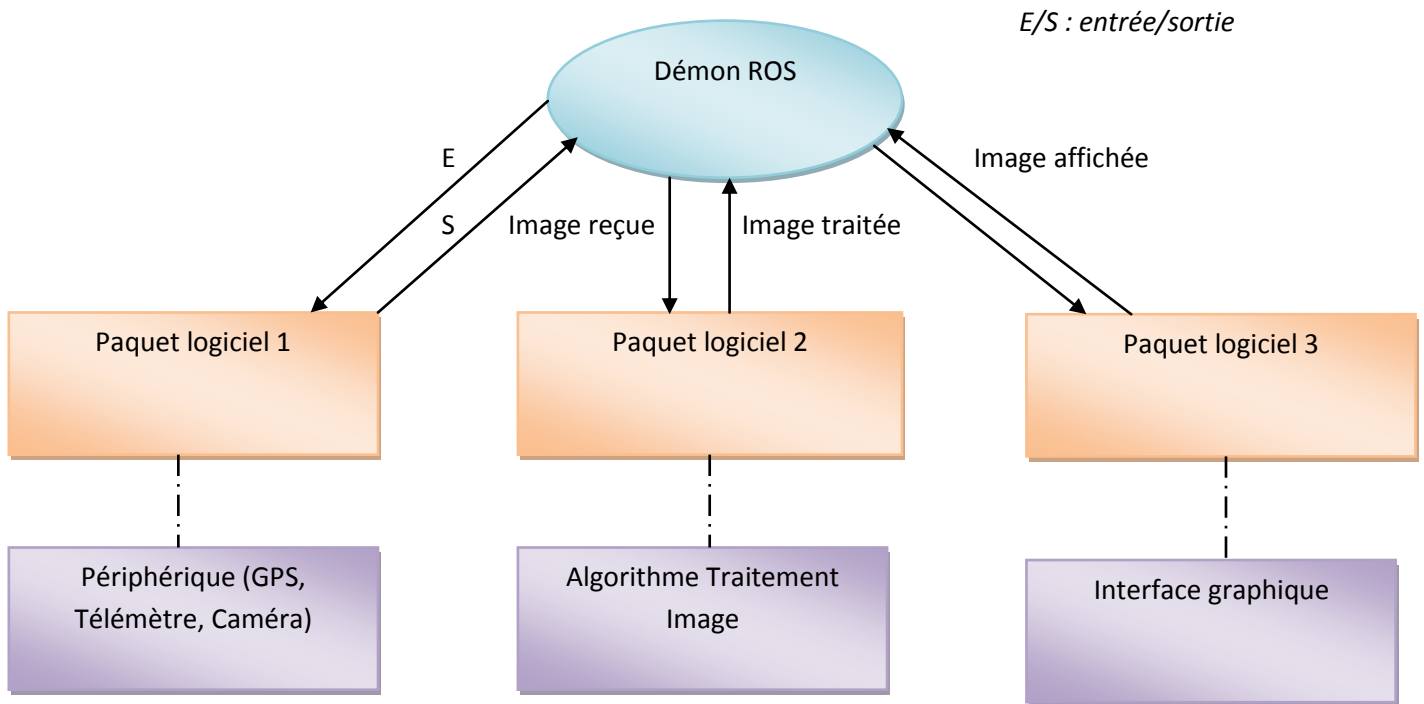 E/S : entrée/sortie
Démon ROS
E
Image affichée
S
Image reçue
Image traitée
Paquet logiciel 1
Paquet logiciel 2
Paquet logiciel 3
Périphérique (GPS,
Télémètre, Caméra)
Algorithme Traitement
Image
Interface graphique